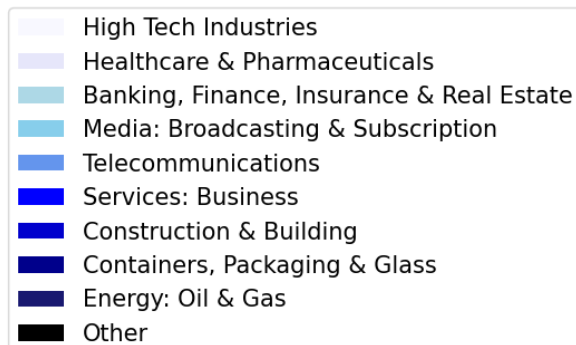 High Tech Industries
Healthcare & Pharmaceuticals
Banking, Finance, Insurance & Real Estate
Media: Broadcasting & Subscription
Telecommunications
Services: Business
Construction & Building
Containers, Packaging & Glass
Energy: Oil & Gas
Other